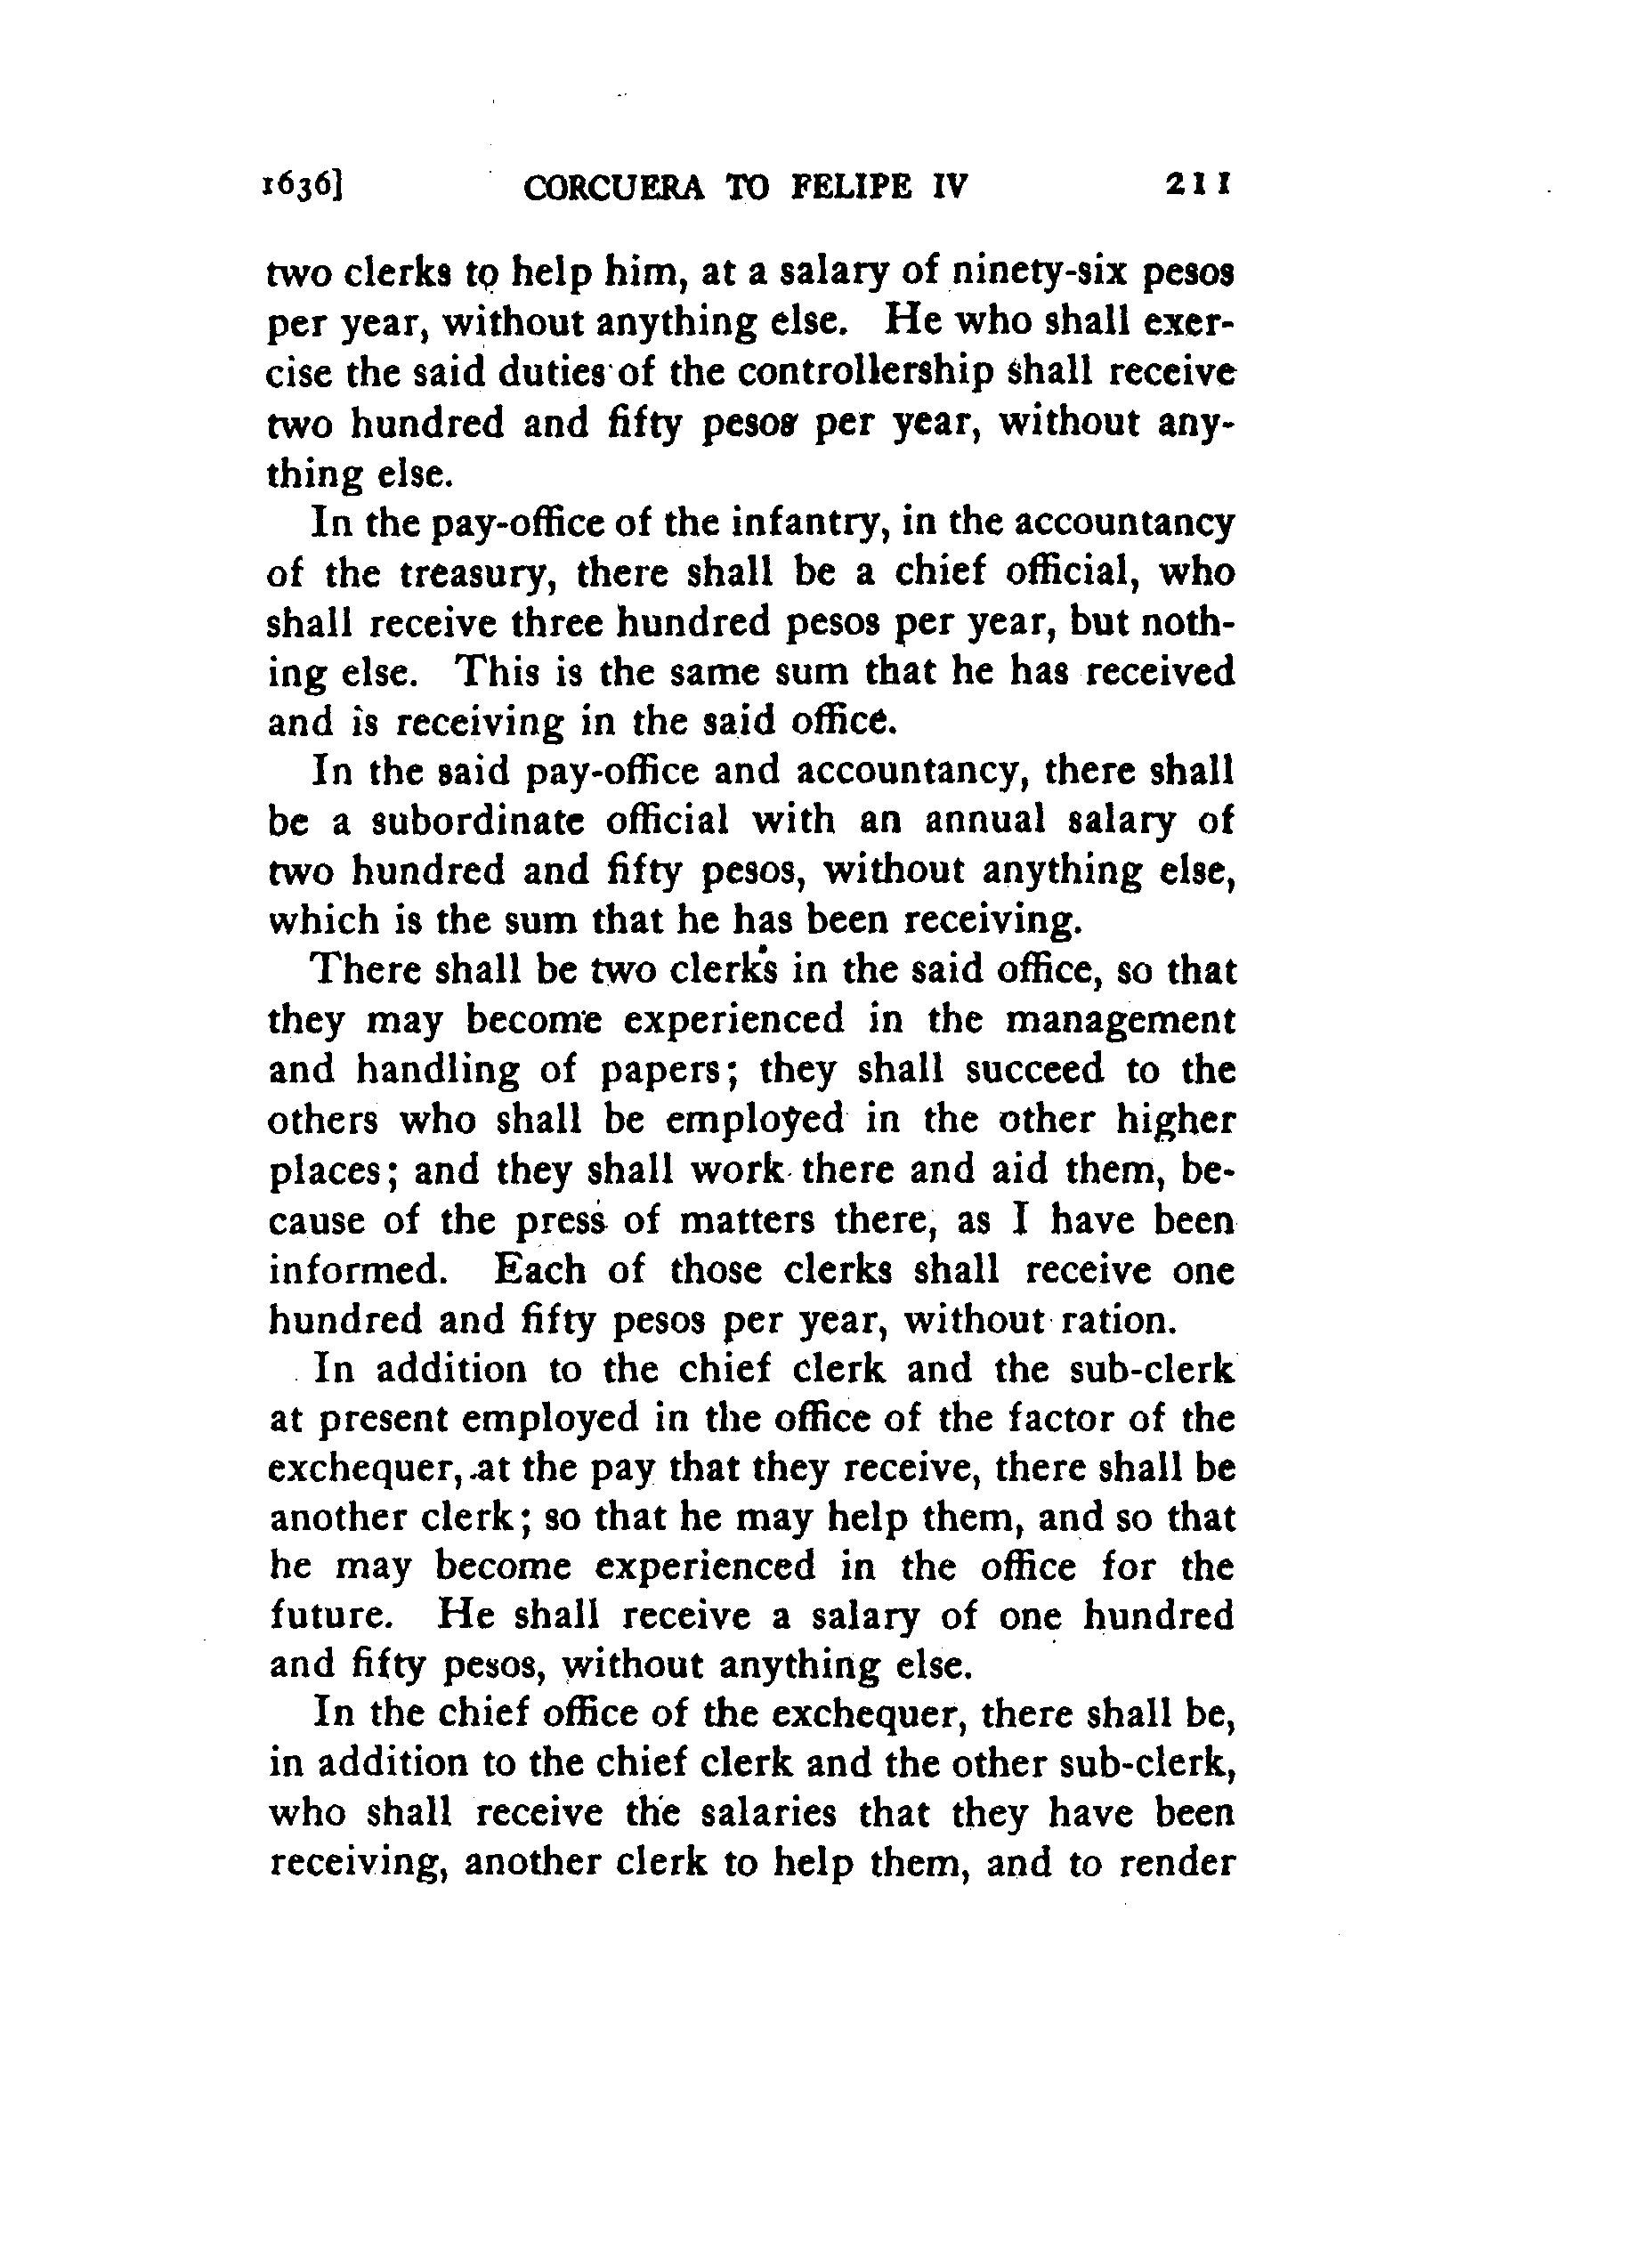 1636] CORCUERA TO FELIPE IV 211
two clerks to help him, at a salary of ninety-six pesos
per year, without anything else. He who shall exer-
cise the said duties of the controllership shall receive
two hundred and fifty pesos per year, without any-
thing else.
In the pay-office of the infantry, in the accountancy
of the treasury, there shall be a chief official, who
shall receive three hundred pesos per year, but noth-
ing else. This is the same sum that he has received
and is receiving in the said office.
In the said pay-office and accountancy, there shall
be a subordinate official with an annual salary of
two hundred and fifty pesos, without anything else,
which is the sum that he has been receiving.
There shall be two clerks in the said office, so that
they may become experienced in the management
and handling of papers; they shall succeed to the
others who shall be employed in the other higher
places; and they shall work there and aid them, be-
cause of the press of matters there, as I have been
informed. Each of those clerks shall receive one
hundred and fifty pesos per year, without ration.
In addition to the chief clerk and the sub-clerk
at present employed in the office of the factor of the
exchequer, at the pay that they receive, there shall be
another clerk; so that he may help them, and so that
he may become experienced in the office for the
future. He shall receive a salary of one hundred
and fifty pesos, without anything else.
In the chief office of the exchequer, there shall be,
in addition to the chief clerk and the other sub-clerk,
who shall receive the salaries that they have been
receiving, another clerk to help them, and to render